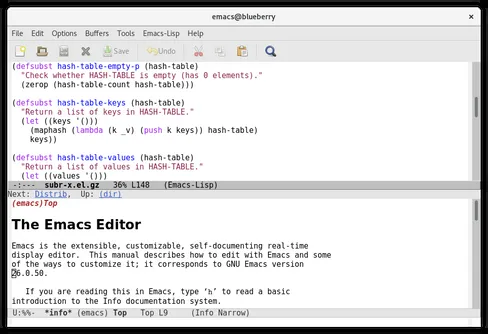 emacs@blueberry
File Edit Options Buffers Tools Emacs-Lisp Help
Save Undo
(defsubst hash-table-empty-p (hash-table)
"Check whether HASH-TABLE is empty (has 0 elements)."
(zerop (hash-table-count hash-table)))
(defsubst hash-table-keys (hash-table)
"Return a list of keys in HASH-TABLE."
(let ((keys '()))
(maphash (lambda (k _v) (push k keys)) hash-table)
keys))
(defsubst hash-table-values (hash-table)
"Return a list of values in HASH-TABLE."
(let ((values '()))
-:--- subr-x.el.gz 36% L148 (Emacs-Lisp)
Next: Distrib, Up: (dir)
(emacs)Top
The Emacs Editor
Emacs is the extensible, customizable, self-documenting real-time
display editor. This manual describes how to edit with Emacs and some
of the ways to customize it; it corresponds to GNU Emacs version
26.0.50.
If you are reading this in Emacs, type 'h' to read a basic
introduction to the Info documentation system.
U:%%- *info* (emacs) Top Top L9 (Info Narrow)